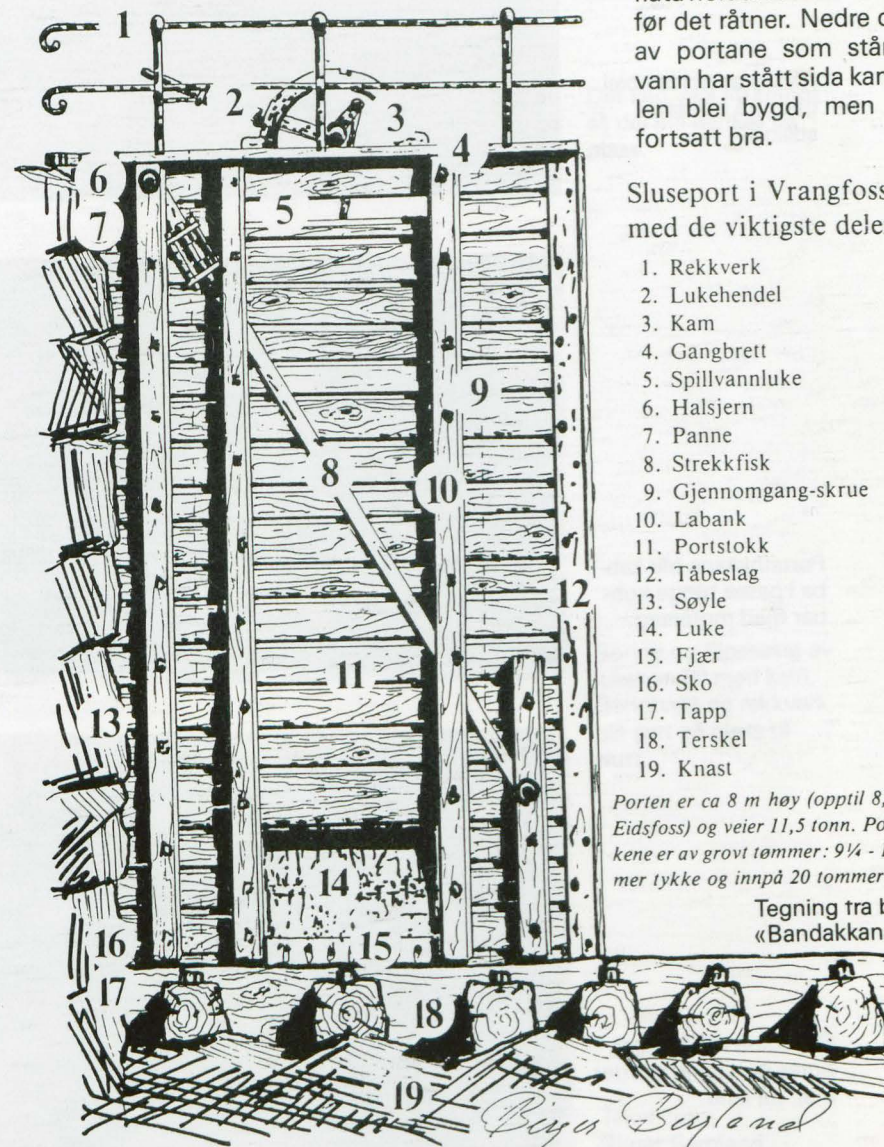 før det råtner. Nedre
av portane som står
vann har stått sida
len blei bygd, men
fortsatt bra.
Sluseport i Vrangfoss
med de viktigste
1. Rekkverk
2. Lukehendel
3. Kam
4. Gangbrett
5. Spillvannluke
6. Halsjern
7. Panne
8. Strekkfisk
9. Gjennomgang-skrue
10. Labank
11. Portstokk
12. Tåbeslag
13. Søyle
14. Luke
15. Fjær
16. Sko
17. Tapp
18. Terskel
19. Knast
Porten er ca 8 m høy (opptil 8,
Eidsfoss) og veier 11,5 tonn.
kene er av grovt tømmer: 9¼ -
mer tykke og innpå 20 tommer
Tegning fra
«Bandakkan
1
2
3
4
5
6
7
8
9
10
11
12
13
14
15
16
17
18
19
Birger Bergland